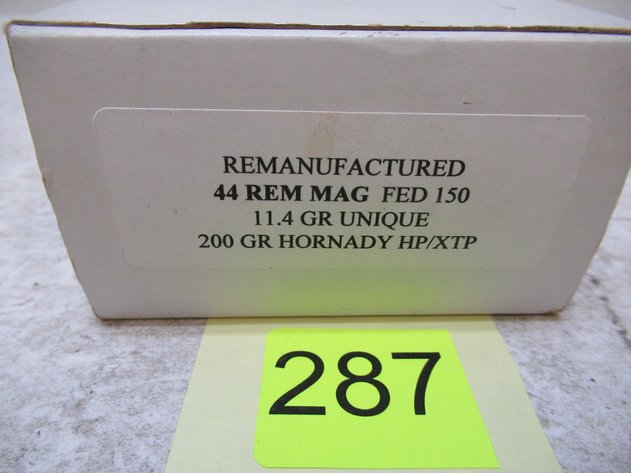 REMANUFACTURED
44 REM MAG FED 150
11.4 GR UNIQUE
200 GR HORNADY HP/XTP
287